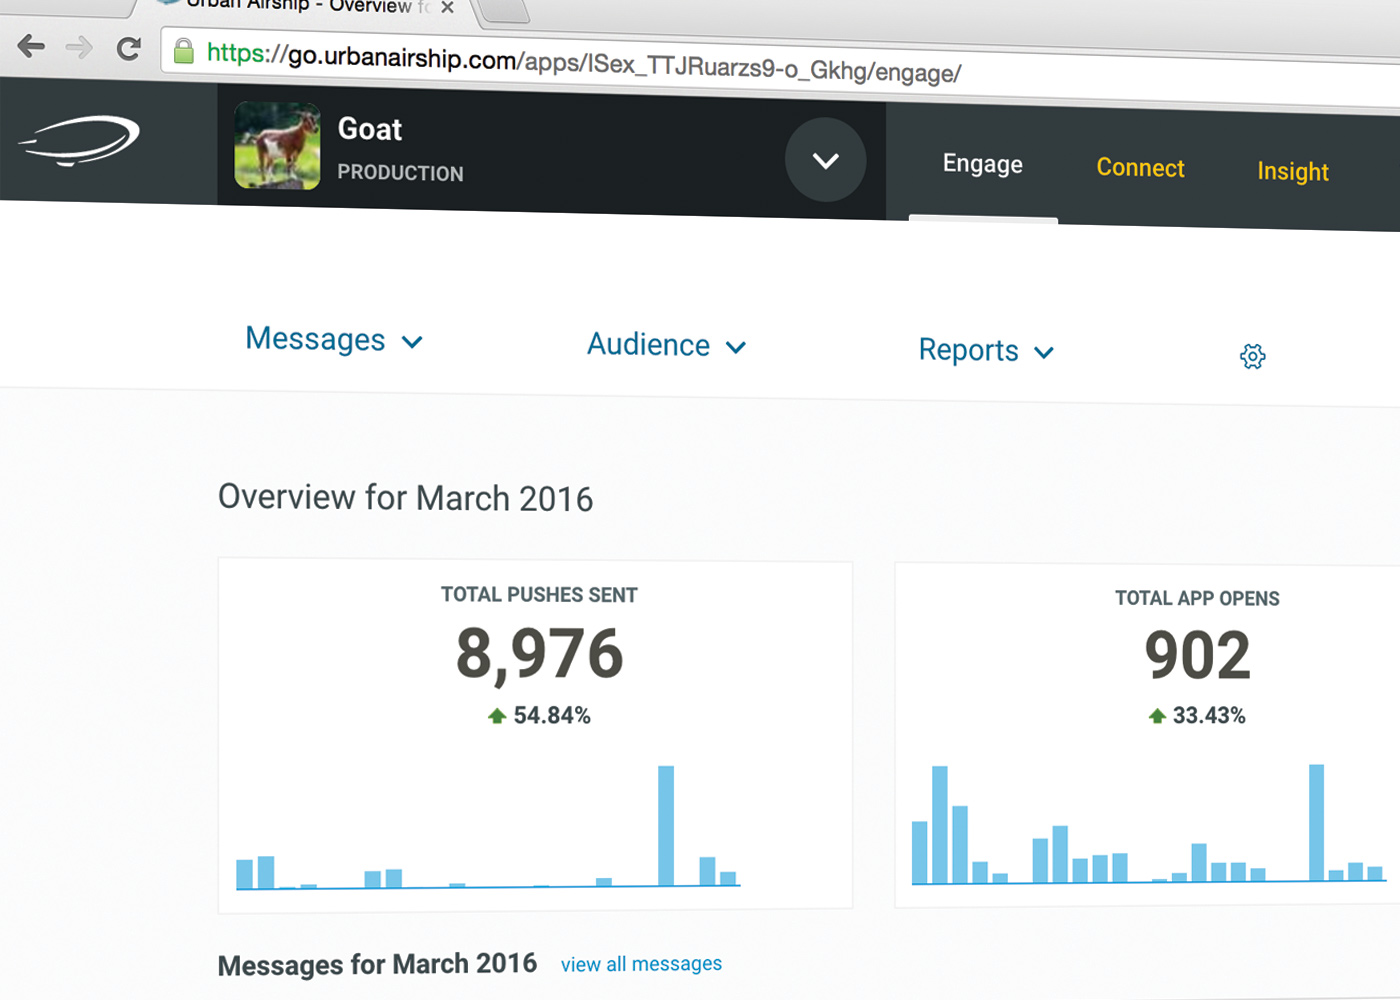 Urban Airship - Overview fo
https://go.urbanairship.com/apps/ISex_TTJRuarzs9-o_Gkhg/engage/
Goat
PRODUCTION
Engage
Connect
Insight
Messages
Audience
Reports
Overview for March 2016
TOTAL PUSHES SENT
8,976
54.84%
TOTAL APP OPENS
902
33.43%
Messages for March 2016 view all messages